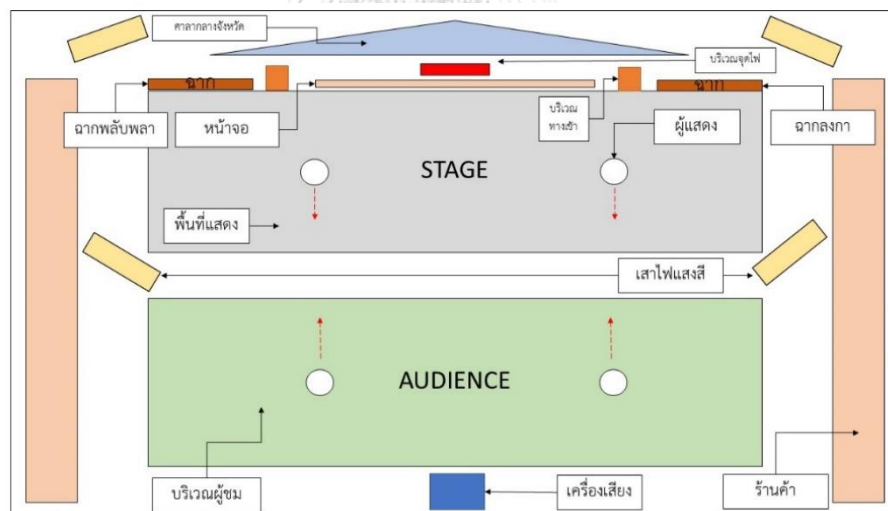 ศาลากลางจังหวัด
บริเวณจุดไฟ
ฉาก
ฉาก
ฉากพลับพลา
หน้าจอ
บริเวณ
ทางเข้า
ผู้แสดง
ฉากลงกา
STAGE
พื้นที่แสดง
เสาไฟแสงสี
AUDIENCE
บริเวณผู้ชม
เครื่องเสียง
ร้านค้า